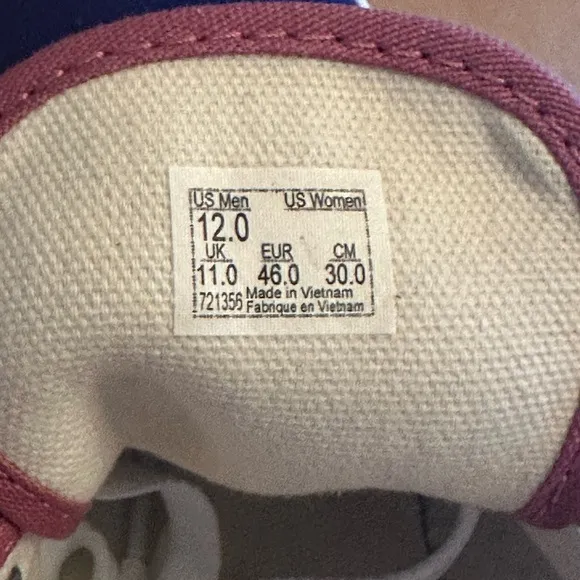 US Men US Women
12.0
UK EUR CM
11.0 46.0 30.0
721356 Made in Vietnam
Fabrique en Vietnam